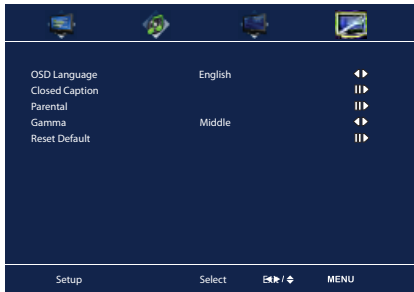 OSD Language English
Closed Caption
Parental
Gamma Middle
Reset Default
Setup Select / MENU